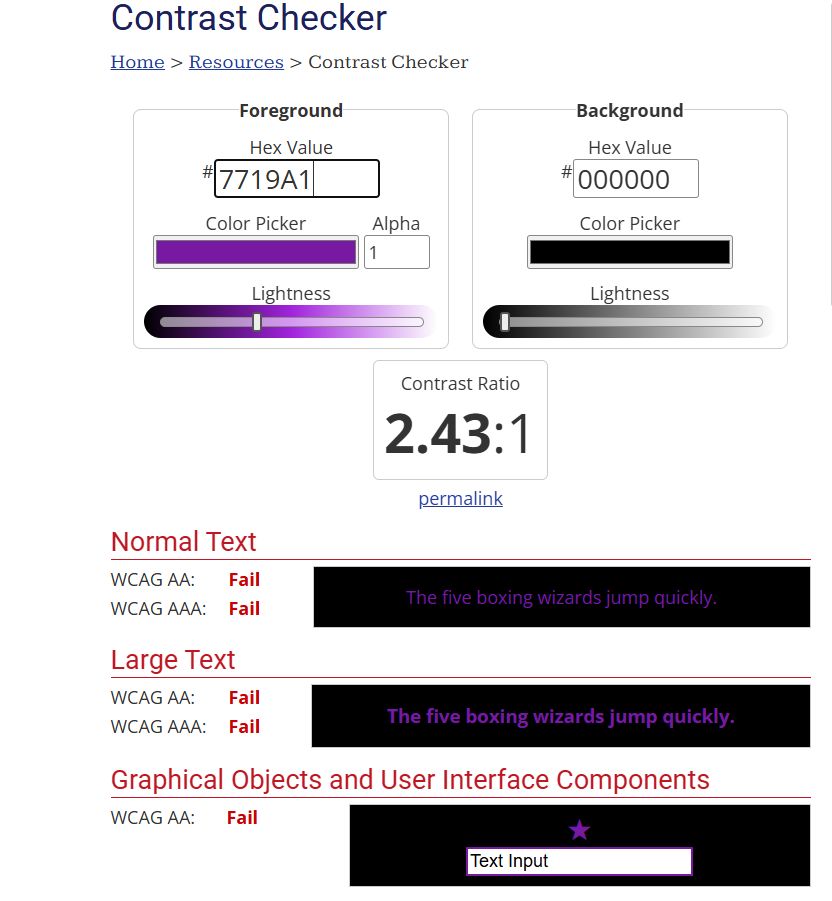 Contrast Checker
Home > Resources > Contrast Checker
Foreground
Hex Value
#7719A1
Color Picker Alpha
1
Lightness
Background
Hex Value
#000000
Color Picker
Lightness
Contrast Ratio
2.43:1
permalink
Normal Text
WCAG AA: Fail
WCAG AAA: Fail
The five boxing wizards jump quickly.
Large Text
WCAG AA: Fail
WCAG AAA: Fail
The five boxing wizards jump quickly.
Graphical Objects and User Interface Components
WCAG AA: Fail
Text Input